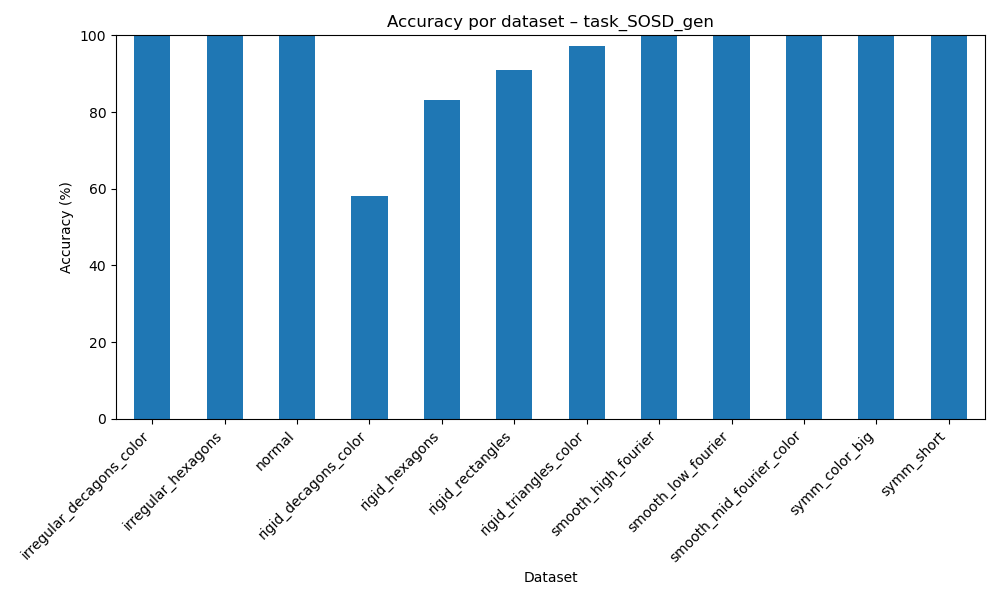 Accuracy por dataset – task_SOSD_gen
Accuracy (%)
100
80
60
40
20
0
irregular_decagons_color
irregular_hexagons
normal
rigid_decagons_color
rigid_hexagons
rigid_rectangles
rigid_triangles_color
smooth_high_fourier
smooth_low_fourier
smooth_mid_fourier_color
symm_color_big
symm_short
Dataset